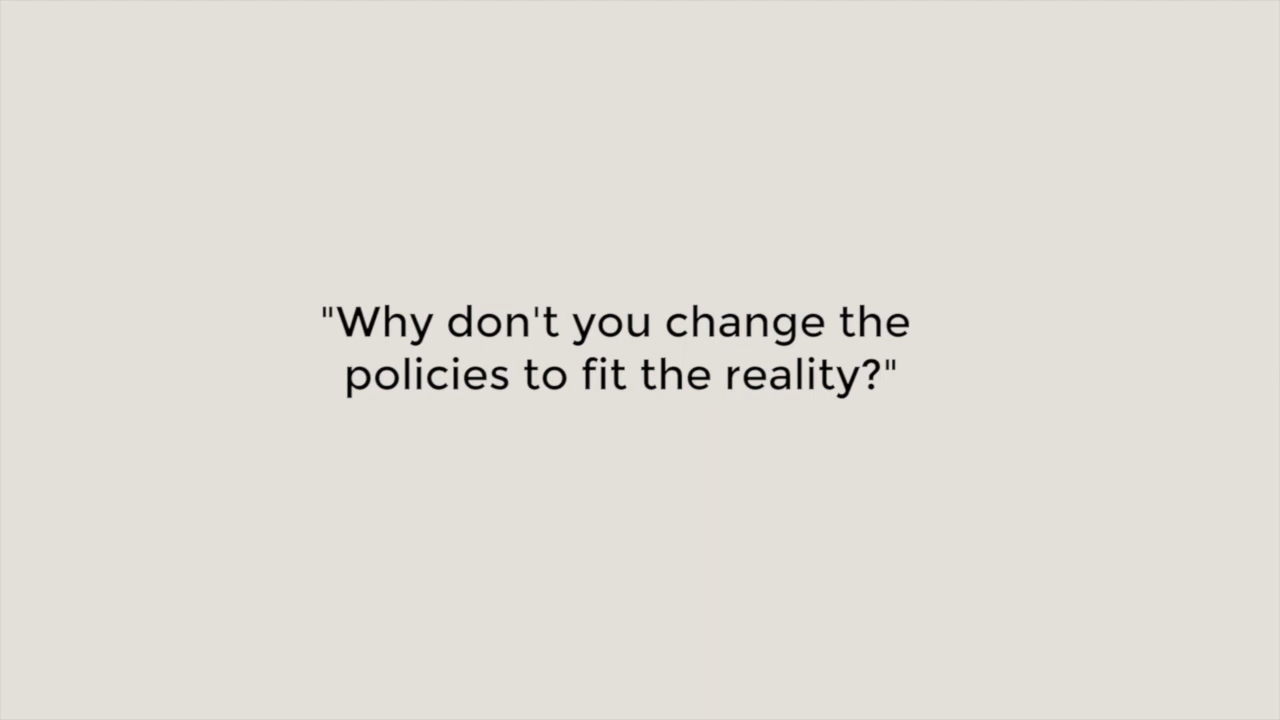 "Why don't you change the
policies to fit the reality?"